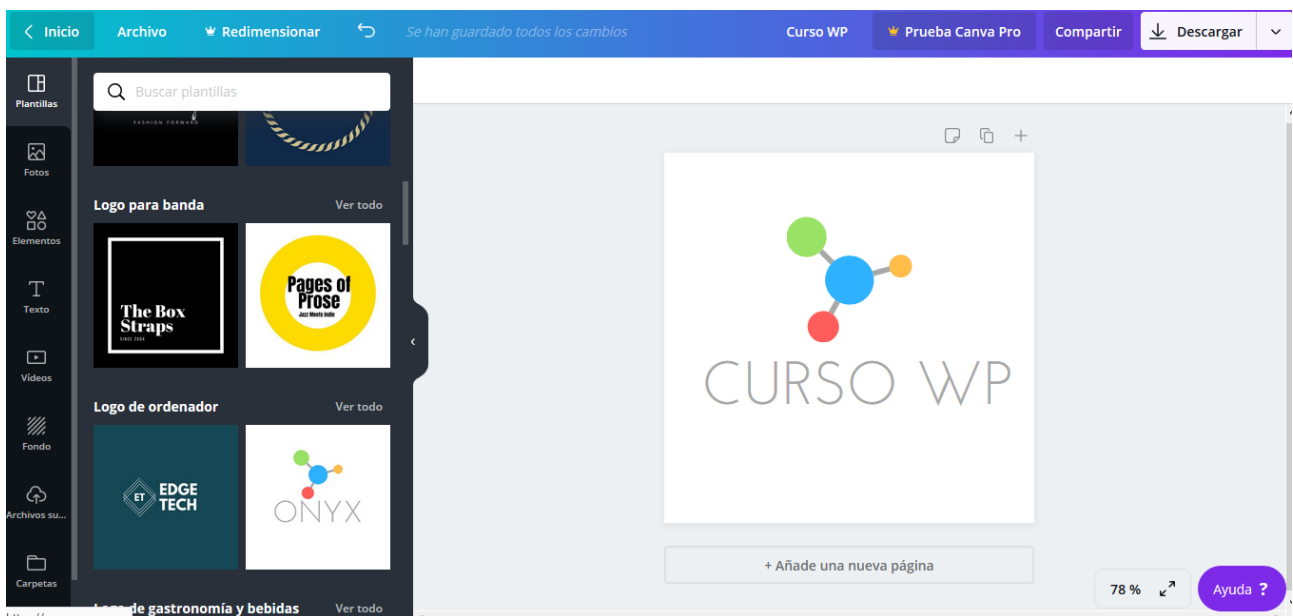 Inicio Archivo Redimensionar Se han guardado todos los cambios Curso WP Prueba Canva Pro Compartir Descargar
Plantillas
Fotos
Elementos
Texto
Vídeos
Fondo
Archivos su...
Carpetas
Buscar plantillas
FASHION FORWARD
Logo para banda Ver todo
The Box
Straps
SINCE 2004
Pages of
Prose
Jazz Meets Indie
Logo de ordenador Ver todo
ET EDGE
TECH
ONYX
de gastronomía y bebidas Ver todo
CURSO WP
+ Añade una nueva página
78 % Ayuda ?